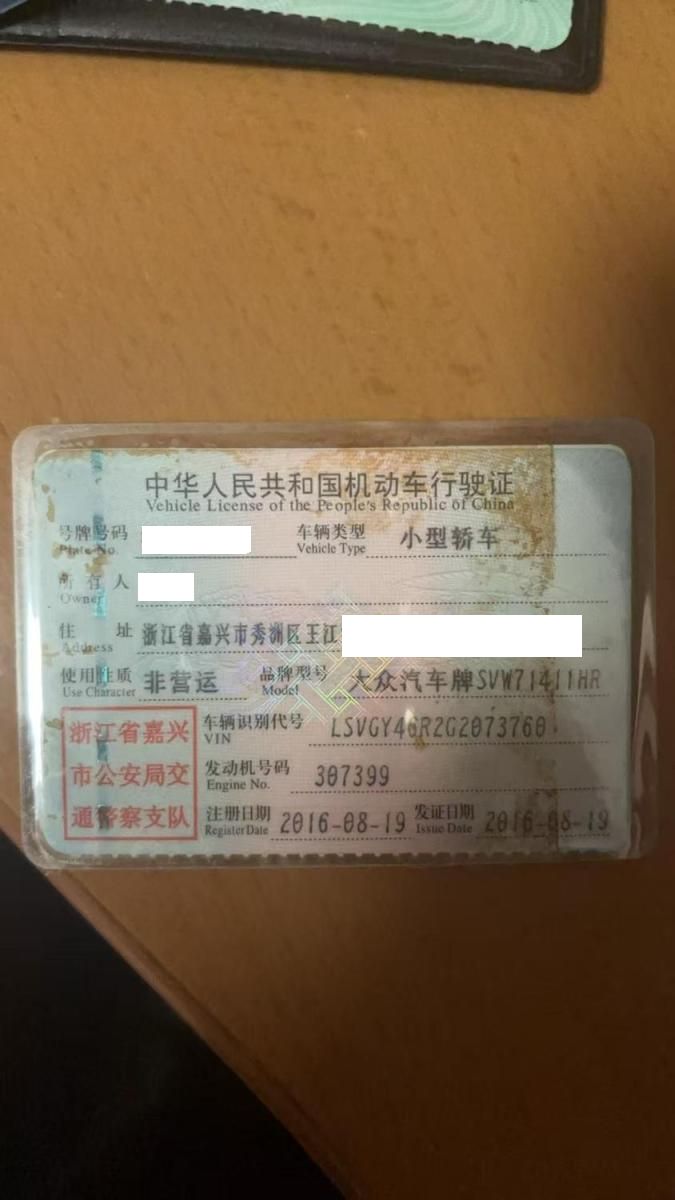 中华人民共和国机动车行驶证
Vehicle License of the People's Republic of China
号牌号码 车辆类型 小型轿车
Plate No. Vehicle Type
所有人
Owner
住址 浙江省嘉兴市秀洲区王江
Address
使用性质 非营运 品牌型号 大众汽车牌SVW71411HR
Use Character Model
浙江省嘉兴
市公安局交
通警察支队
车辆识别代号 LSVGY46R2G2073760
VIN
发动机号码 307399
Engine No.
注册日期 2016-08-19 发证日期 2016-08-19
Register Date Issue Date